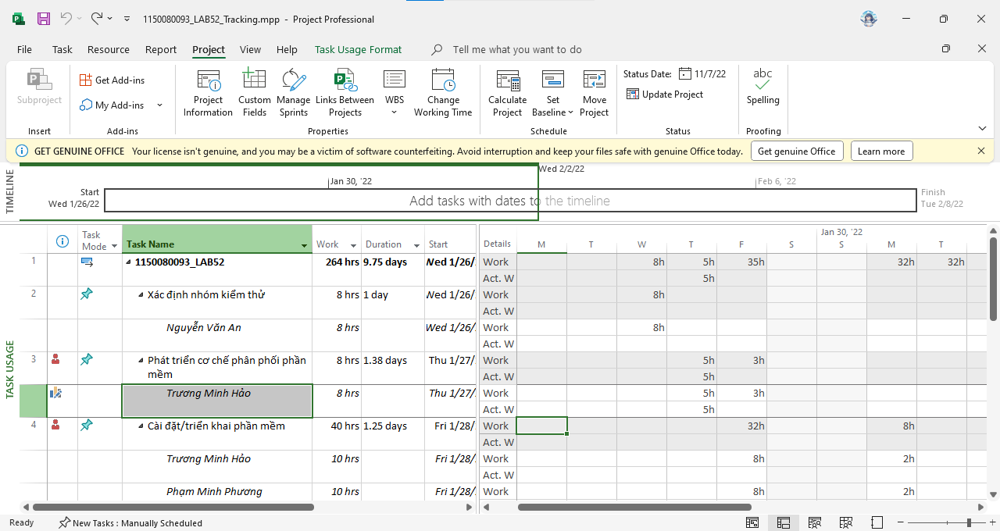 1150080093_LAB52_Tracking.mpp - Project Professional
File Task Resource Report Project View Help Task Usage Format Tell me what you want to do
Subproject
Insert
Get Add-ins
My Add-ins
Add-ins
Project Information
Custom Fields
Manage Sprints
Links Between Projects
WBS
Change Working Time
Properties
Calculate Project
Set Baseline
Move Project
Schedule
Status Date: 11/7/22
Update Project
Status
abc
Spelling
Proofing
GET GENUINE OFFICE Your license isn't genuine, and you may be a victim of software counterfeiting. Avoid interruption and keep your files safe with genuine Office today. Get genuine Office Learn more
TIMELINE
Wed 2/2/22
Jan 30, '22 Feb 6, '22
Start
Wed 1/26/22
Add tasks with dates to the timeline
Finish
Tue 2/8/22
TASK USAGE
Jan 30, '22
Task Mode Task Name Work Duration Start Details M T W T F S S M T
1 1150080093_LAB52 264 hrs 9.75 days Wed 1/26/ Work 8h 5h 35h 32h 32h
Act. W 5h
2 Xác định nhóm kiểm thử 8 hrs 1 day Wed 1/26/ Work 8h
Act. W
Nguyễn Văn An 8 hrs Wed 1/26/ Work 8h
Act. W
3 Phát triển cơ chế phân phối phần 8 hrs 1.38 days Thu 1/27/ Work 5h 3h
mềm Act. W 5h
Trương Minh Hảo 8 hrs Thu 1/27/ Work 5h 3h
Act. W 5h
4 Cài đặt/triển khai phần mềm 40 hrs 1.25 days Fri 1/28/ Work 32h 8h
Act. W
Trương Minh Hảo 10 hrs Fri 1/28/ Work 8h 2h
Act. W
Phạm Minh Phương 10 hrs Fri 1/28/ Work 8h 2h
Ready New Tasks : Manually Scheduled